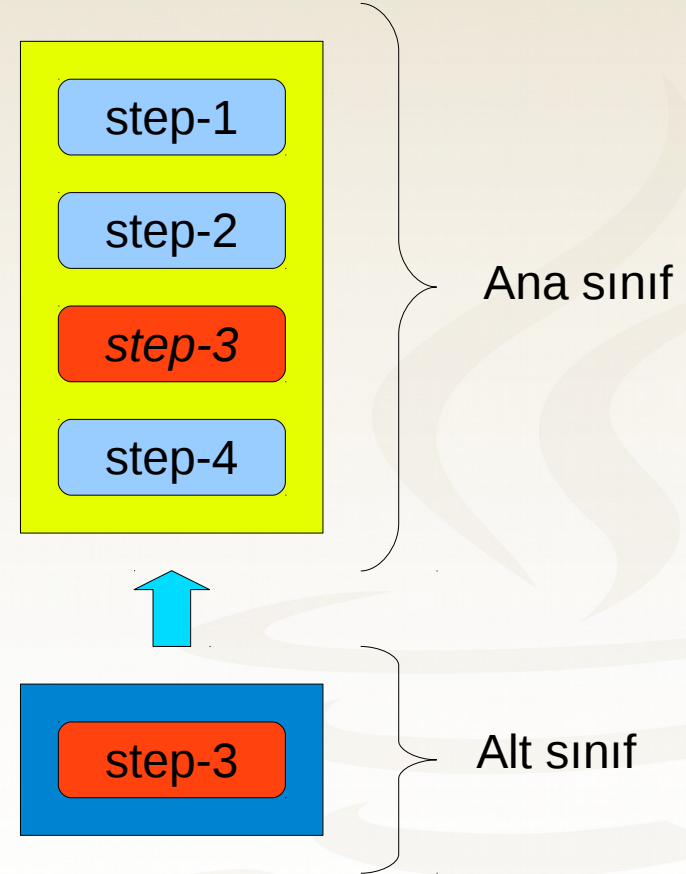 step-1
step-2
step-3
step-4
Ana sınıf
step-3
Alt sınıf